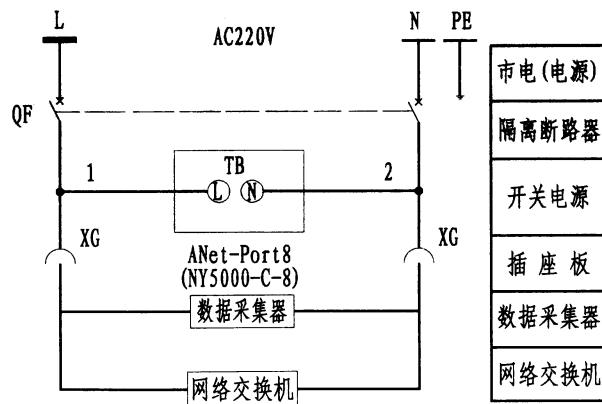 L AC220V N PE
QF
1 TB 2
L N
XG XG
ANet-Port8
(NY5000-C-8)
数据采集器
网络交换机
市电(电源)
隔离断路器
开关电源
插座板
数据采集器
网络交换机